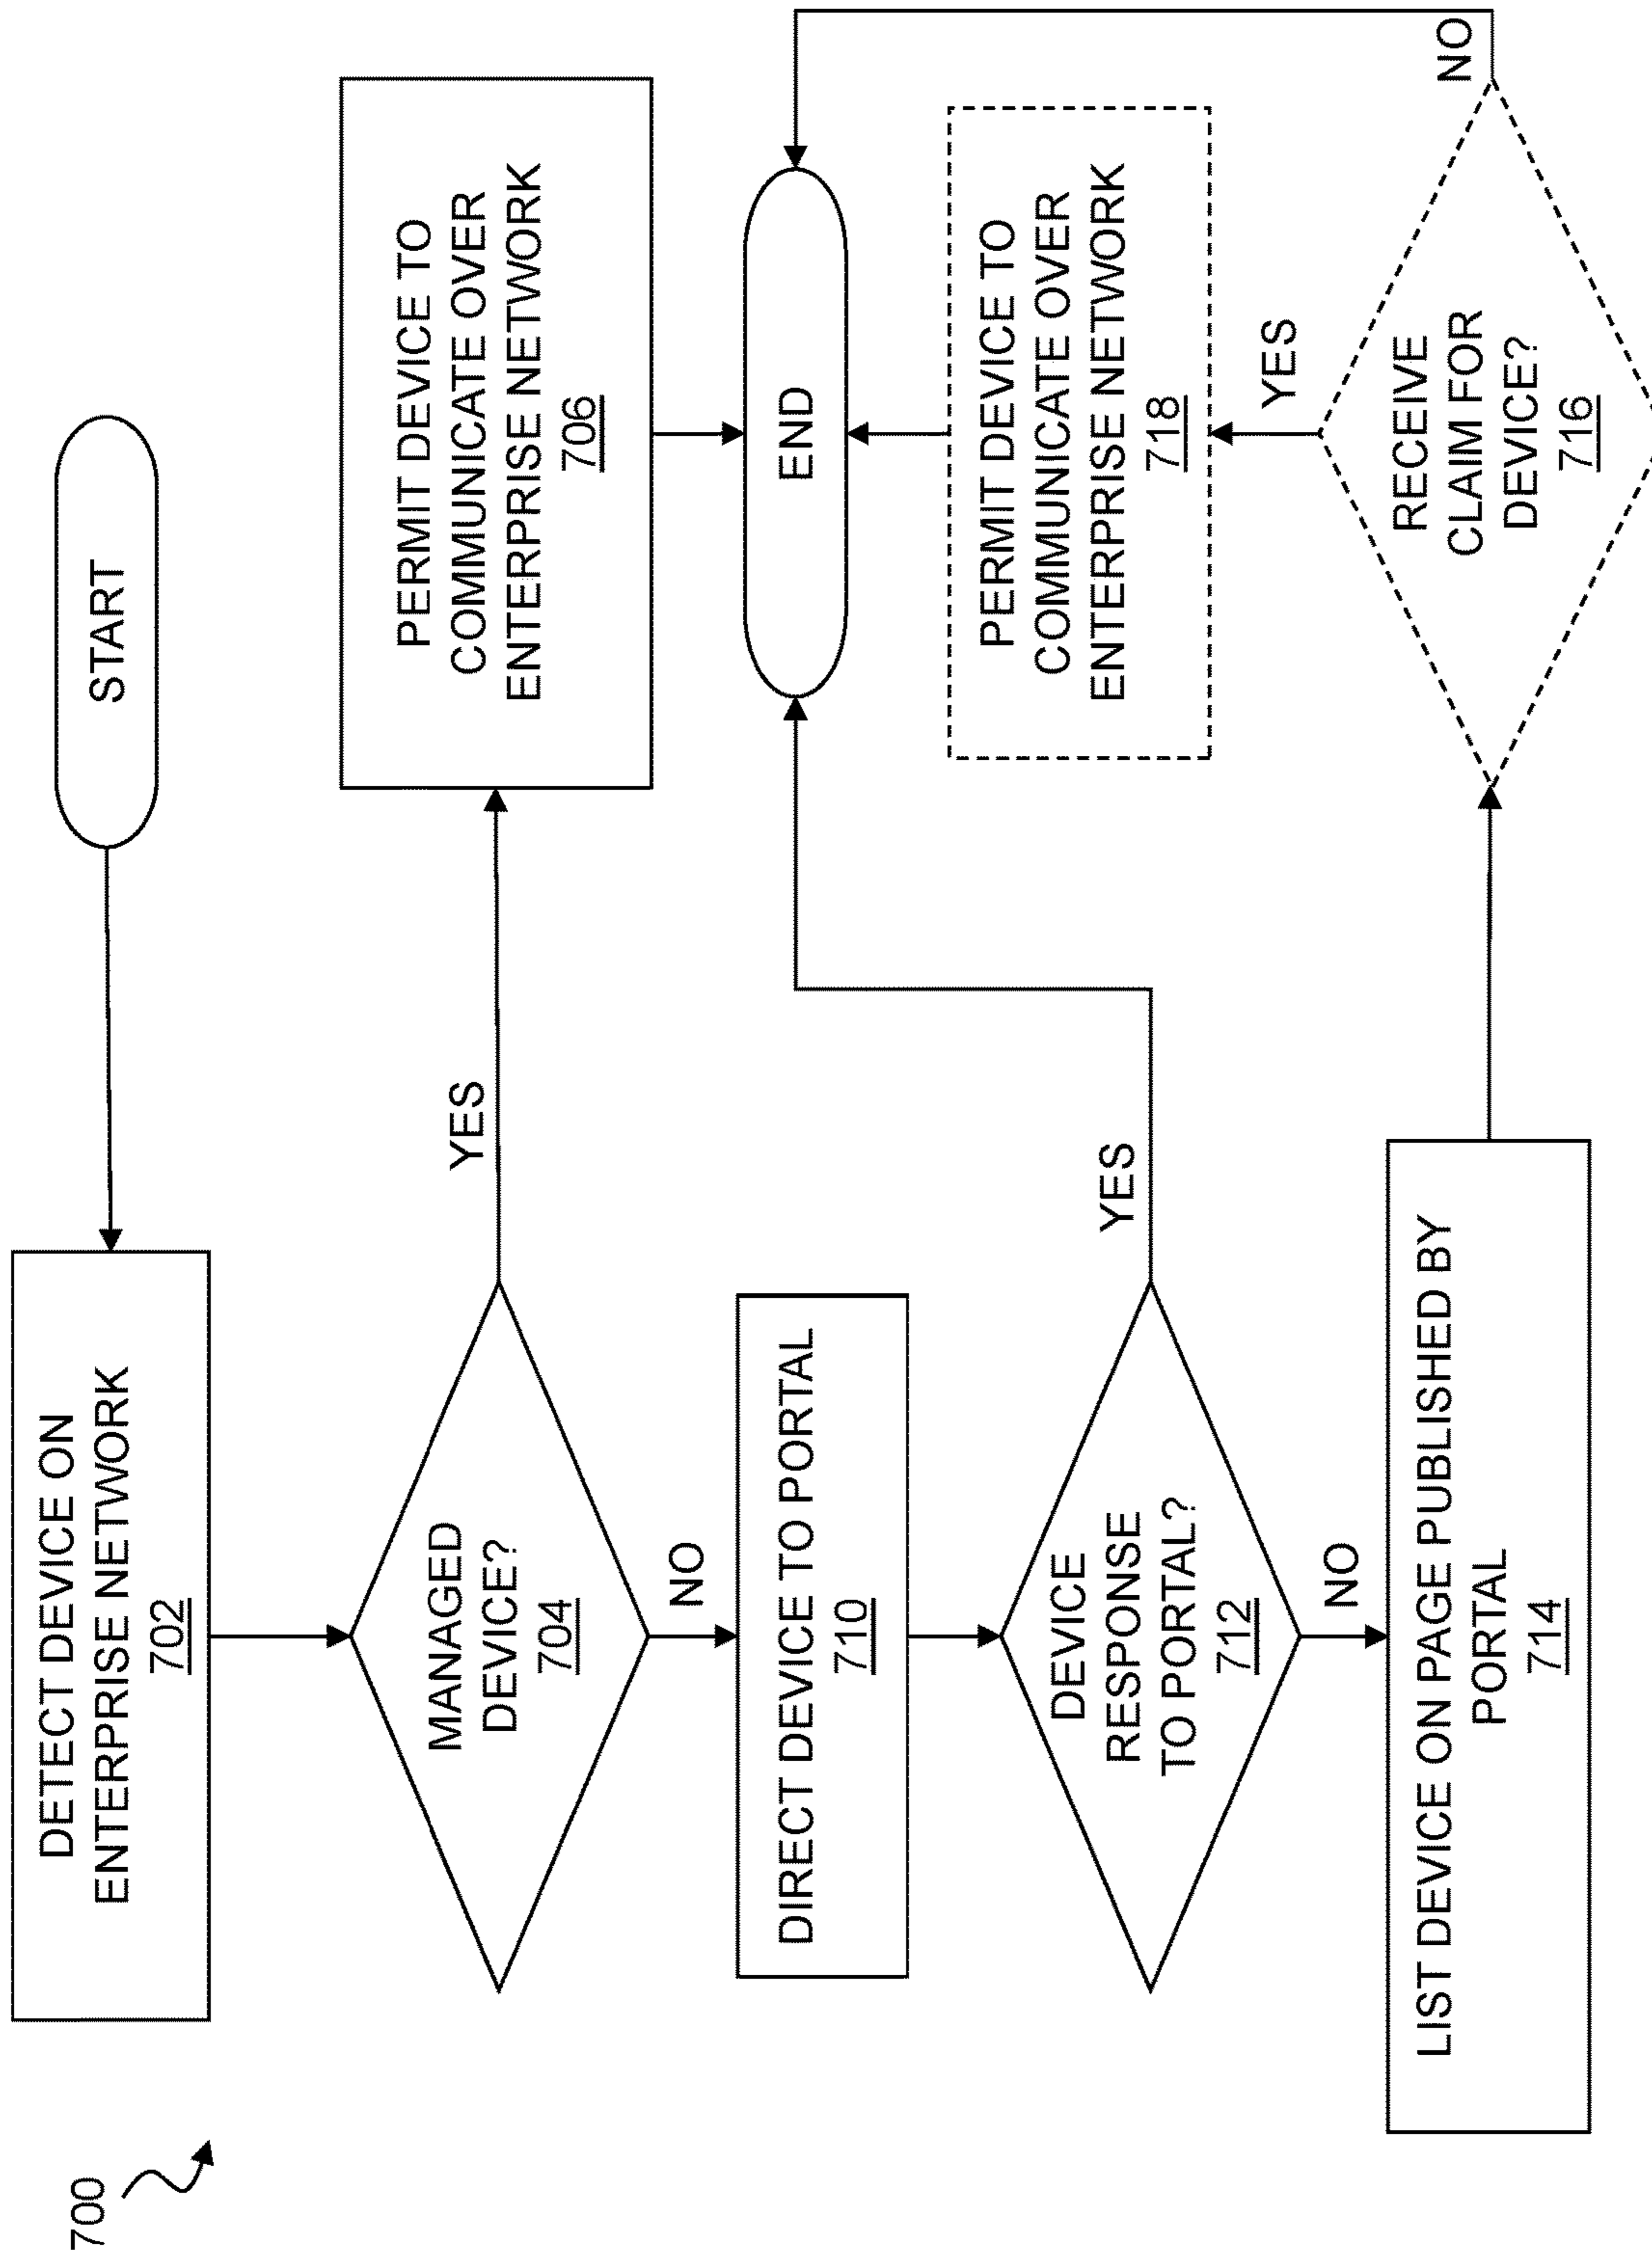 700
START
DETECT DEVICE ON
ENTERPRISE NETWORK
702
MANAGED
DEVICE?
704
YES
PERMIT DEVICE TO
COMMUNICATE OVER
ENTERPRISE NETWORK
706
NO
DIRECT DEVICE TO PORTAL
710
END
DEVICE
RESPONSE
TO PORTAL?
712
YES
PERMIT DEVICE TO
COMMUNICATE OVER
ENTERPRISE NETWORK
718
NO
YES
LIST DEVICE ON PAGE PUBLISHED BY
PORTAL
714
RECEIVE
CLAIM FOR
DEVICE?
716
NO